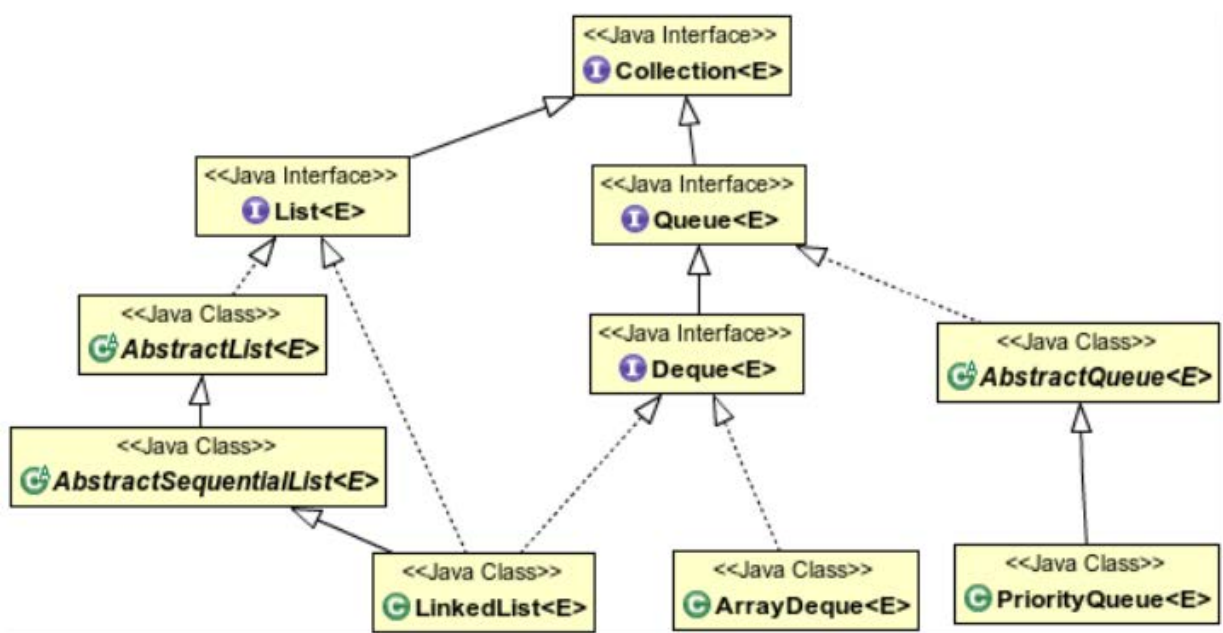 <<Java Interface>>
Collection<E>
<<Java Interface>>
List<E>
<<Java Interface>>
Queue<E>
<<Java Class>>
AbstractList<E>
<<Java Interface>>
Deque<E>
<<Java Class>>
AbstractQueue<E>
<<Java Class>>
AbstractSequentialList<E>
<<Java Class>>
LinkedList<E>
<<Java Class>>
ArrayDeque<E>
<<Java Class>>
PriorityQueue<E>